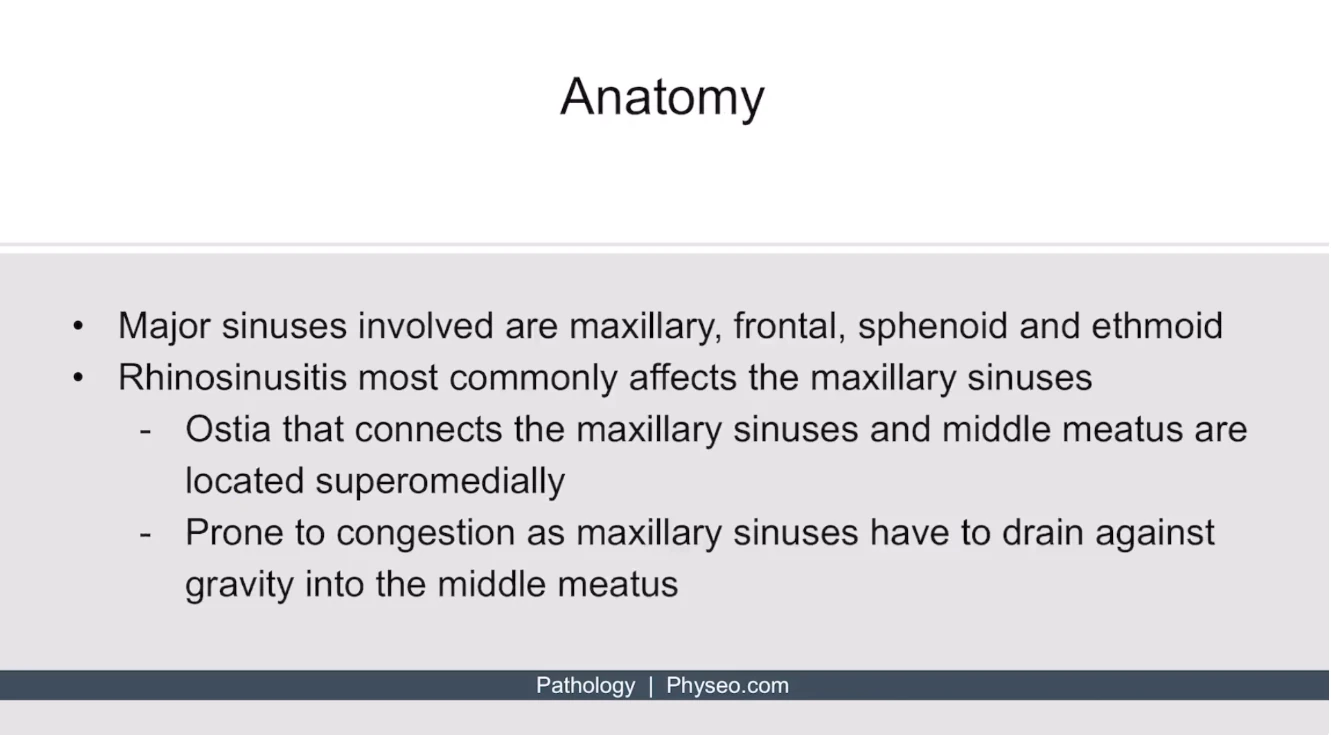 Anatomy
• Major sinuses involved are maxillary, frontal, sphenoid and ethmoid
• Rhinosinusitis most commonly affects the maxillary sinuses
- Ostia that connects the maxillary sinuses and middle meatus are
located superomedially
- Prone to congestion as maxillary sinuses have to drain against
gravity into the middle meatus
Pathology | Physeo.com